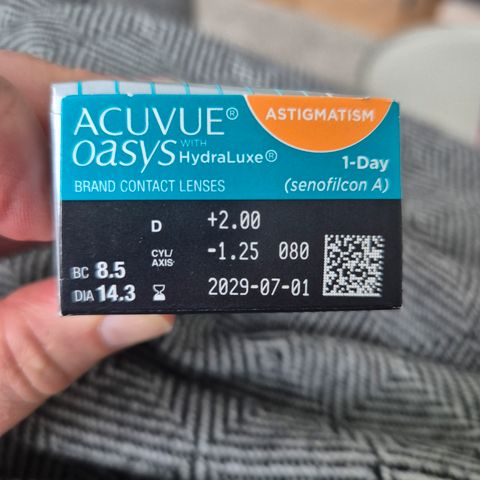 ACUVUE®
ASTIGMATISM
oasys WITH HydraLuxe®
1-Day
BRAND CONTACT LENSES
(senofilcon A)
D +2.00
CYL/AXIS -1.25 080
BC 8.5
DIA 14.3
2029-07-01